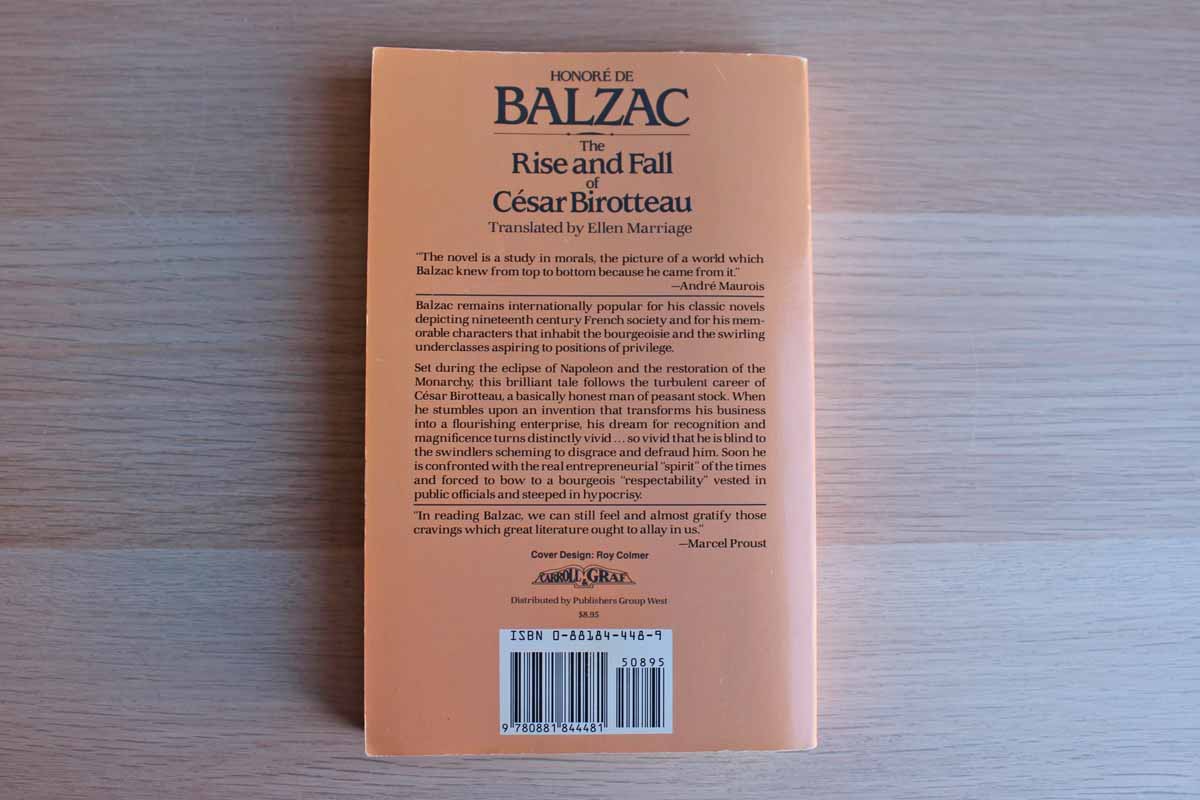 HONORÉ DE
BALZAC
The
Rise and Fall
of
César Birotteau
Translated by Ellen Marriage
"The novel is a study in morals, the picture of a world which
Balzac knew from top to bottom because he came from it."
—André Maurois
Balzac remains internationally popular for his classic novels
depicting nineteenth century French society and for his mem-
orable characters that inhabit the bourgeoisie and the swirling
underclasses aspiring to positions of privilege.
Set during the eclipse of Napoleon and the restoration of the
Monarchy, this brilliant tale follows the turbulent career of
César Birotteau, a basically honest man of peasant stock. When
he stumbles upon an invention that transforms his business
into a flourishing enterprise, his dream for recognition and
magnificence turns distinctly vivid . . . so vivid that he is blind to
the swindlers scheming to disgrace and defraud him. Soon he
is confronted with the real entrepreneurial "spirit" of the times
and forced to bow to a bourgeois "respectability" vested in
public officials and steeped in hypocrisy.
"In reading Balzac, we can still feel and almost gratify those
cravings which great literature ought to allay in us."
—Marcel Proust
Cover Design: Roy Colmer
CARROLL & GRAF
Distributed by Publishers Group West
$8.95
ISBN 0-88184-448-9
50895
9 780881 844481